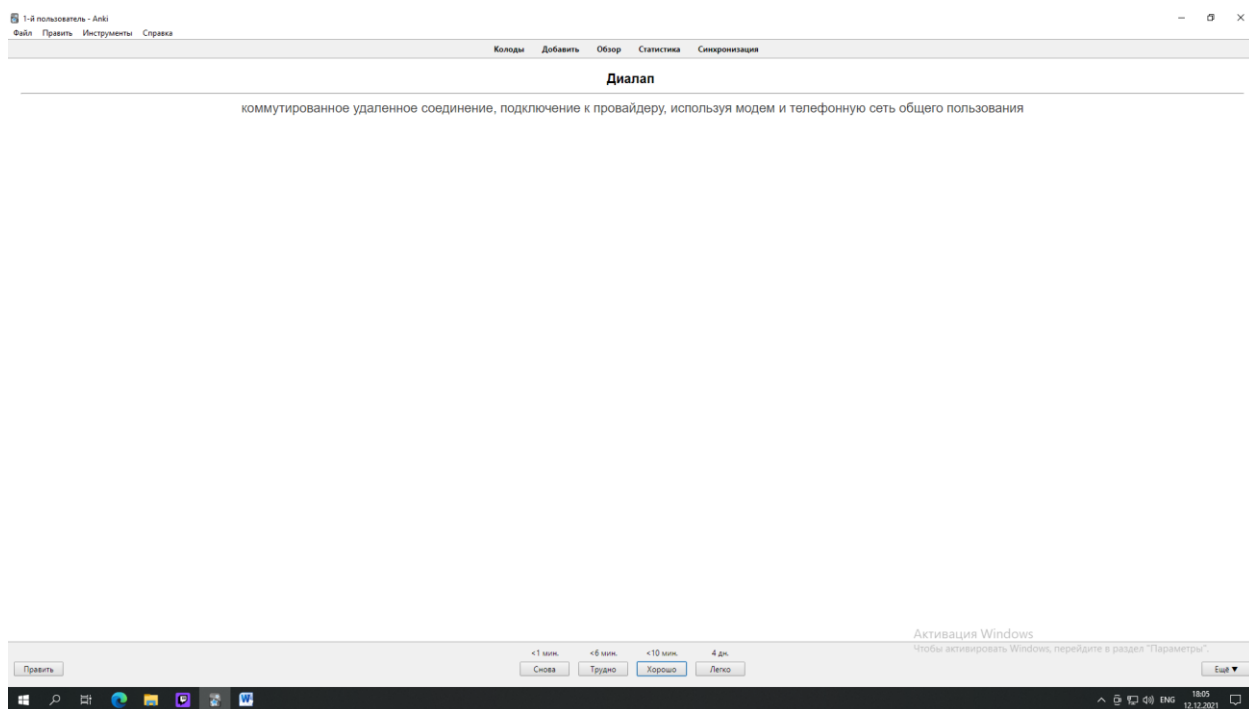 1-й пользователь - Anki
Файл Править Инструменты Справка
Колоды Добавить Обзор Статистика Синхронизация
Диалап
коммутированное удаленное соединение, подключение к провайдеру, используя модем и телефонную сеть общего пользования
Активация Windows
Чтобы активировать Windows, перейдите в раздел "Параметры".
<1 мин. <6 мин. <10 мин. 4 дн.
Править Снова Трудно Хорошо Легко Ещё ▼
ENG 18:05
12.12.2021